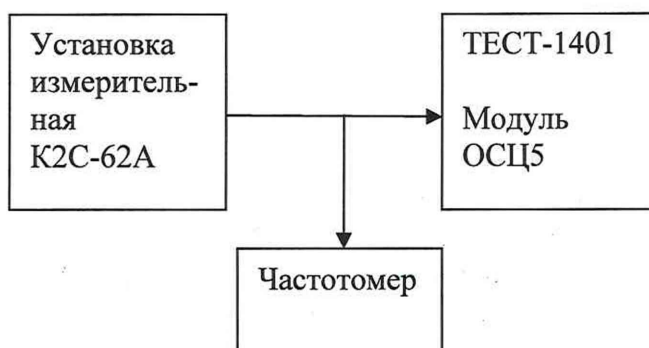 Установка
измеритель-
ная
К2С-62А
ТЕСТ-1401
Модуль
ОСЦ5
Частотомер